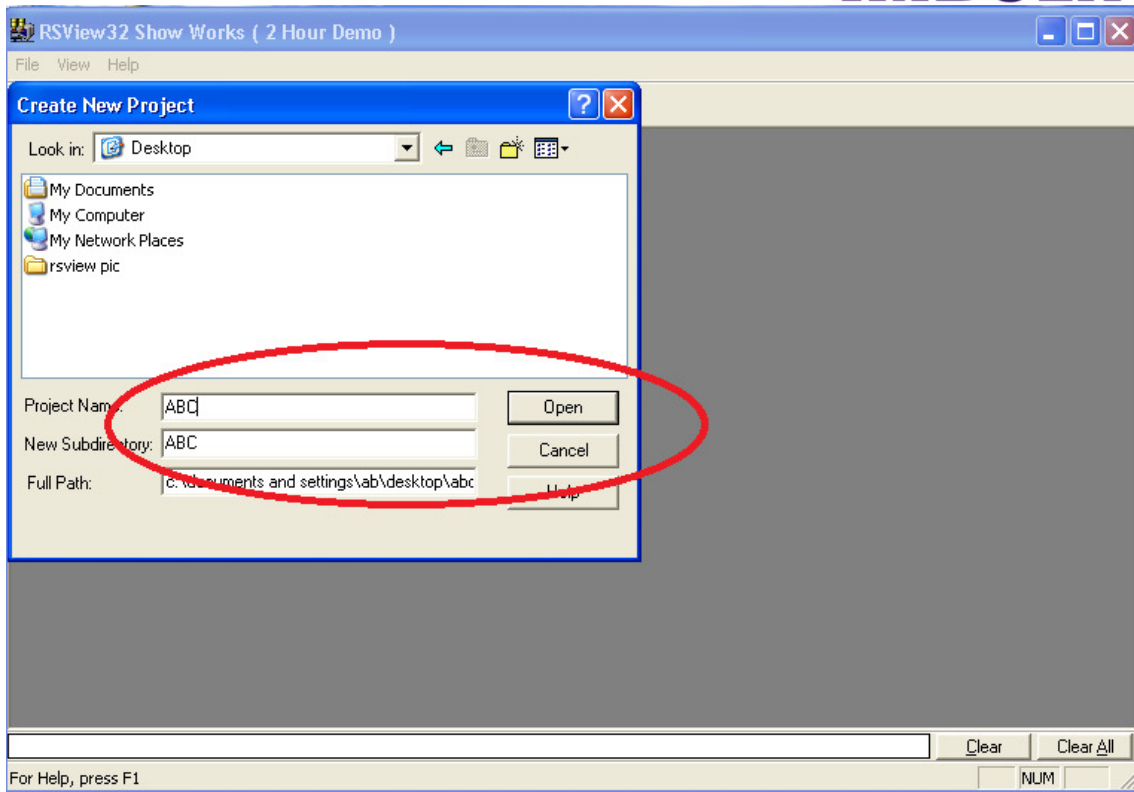 RSView32 Show Works ( 2 Hour Demo )
File View Help
Create New Project
Look in: Desktop
My Documents
My Computer
My Network Places
rsview pic
Project Name: ABC
Open
New Subdirectory: ABC
Cancel
Full Path: c:\documents and settings\ab\desktop\abc
Help
Clear
Clear All
For Help, press F1
NUM